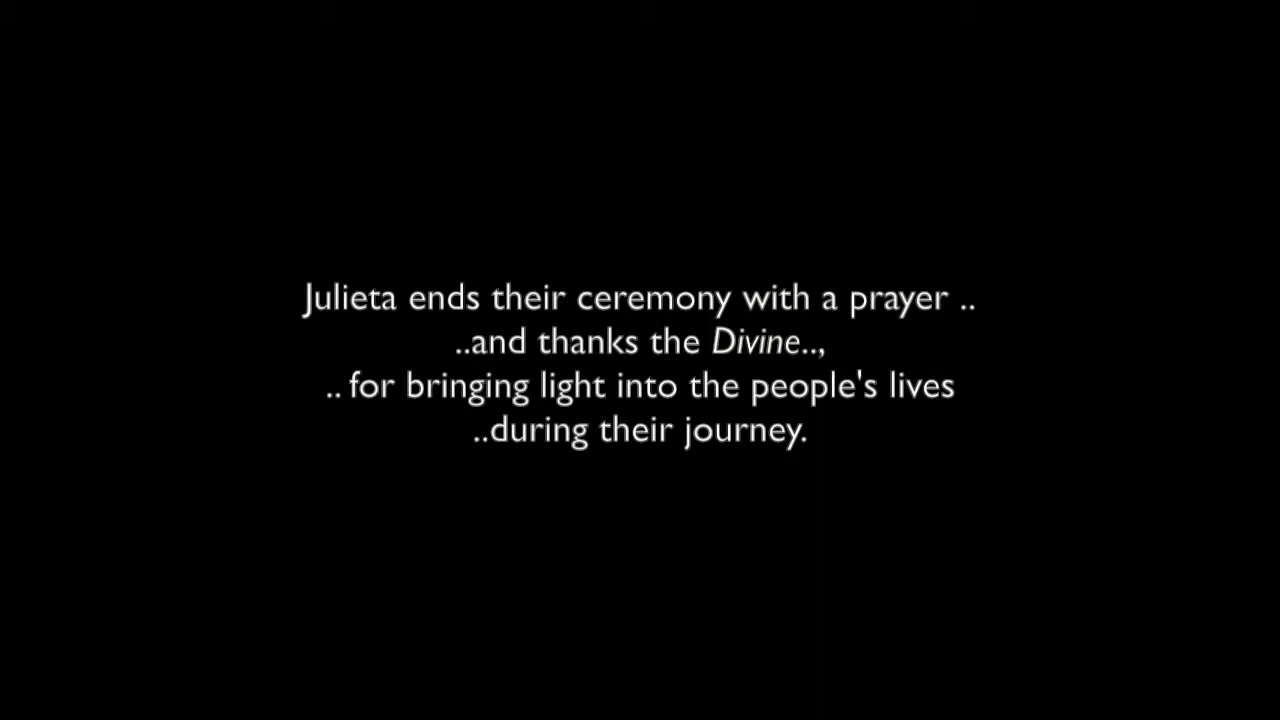 Julieta ends their ceremony with a prayer ..
..and thanks the Divine..,
.. for bringing light into the people's lives
..during their journey.